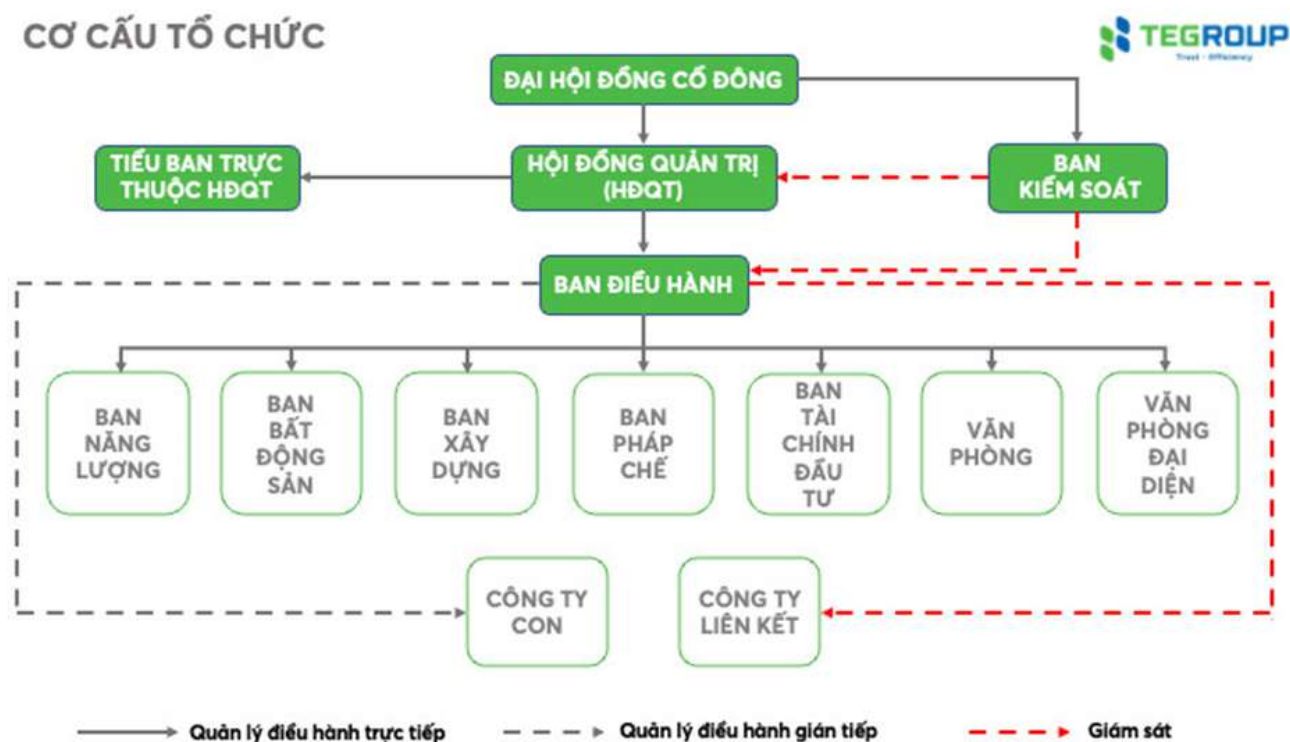 CƠ CẤU TỔ CHỨC
TEGROUP
Trust - Efficiency
ĐẠI HỘI ĐỒNG CỔ ĐÔNG
TIỂU BAN TRỰC
THUỘC HĐQT
HỘI ĐỒNG QUẢN TRỊ
(HĐQT)
BAN
KIỂM SOÁT
BAN ĐIỀU HÀNH
BAN
NĂNG
LƯỢNG
BAN
BẤT
ĐỘNG
SẢN
BAN
XÂY
DỰNG
BAN
PHÁP
CHẾ
BAN
TÀI
CHÍNH
ĐẦU
TƯ
VĂN
PHÒNG
VĂN
PHÒNG
ĐẠI
DIỆN
CÔNG TY
CON
CÔNG TY
LIÊN KẾT
Quản lý điều hành trực tiếp
Quản lý điều hành gián tiếp
Giám sát